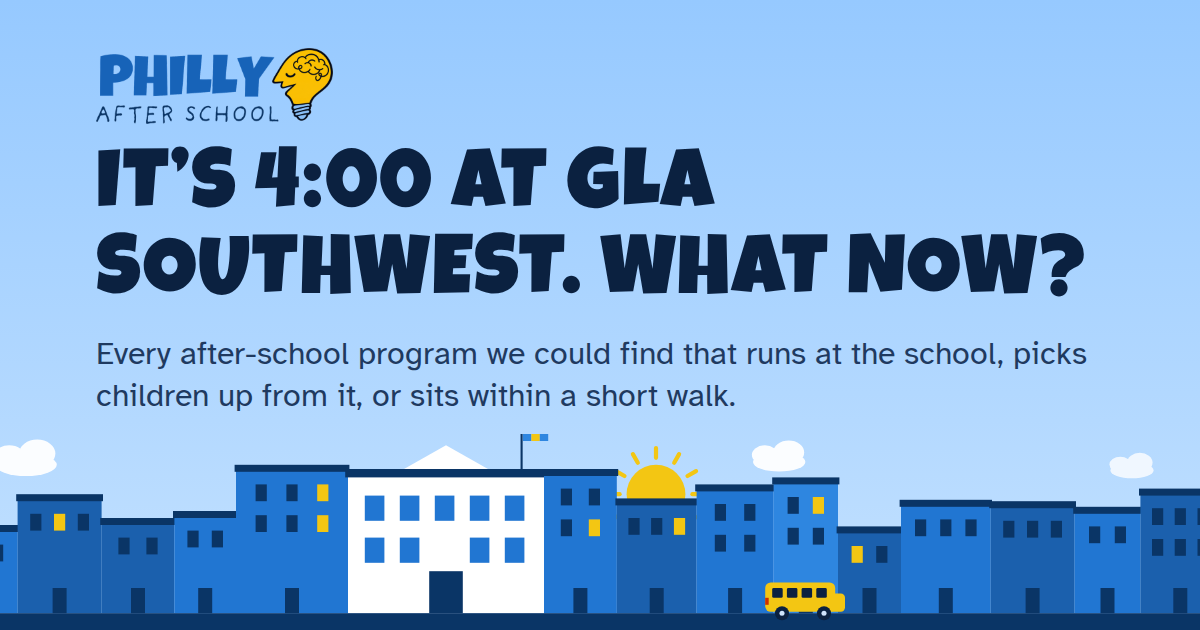 PHILLY
AFTER SCHOOL
IT'S 4:00 AT GLA
SOUTHWEST. WHAT NOW?
Every after-school program we could find that runs at the school, picks
children up from it, or sits within a short walk.